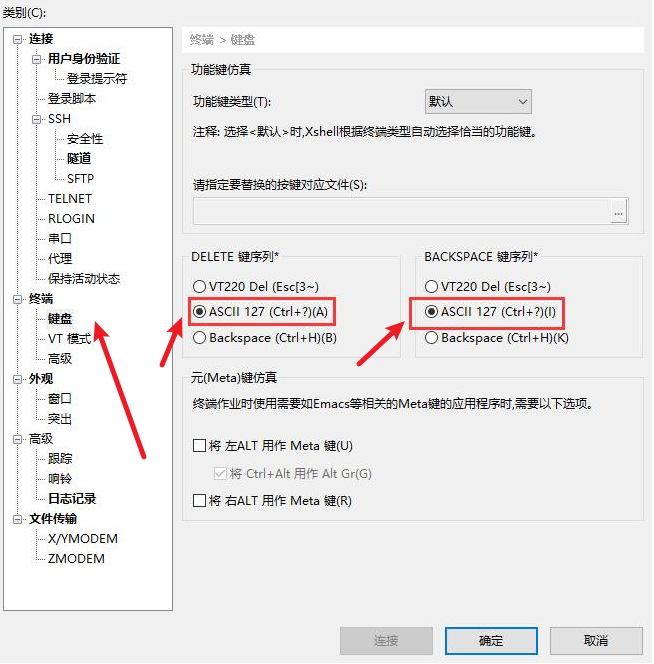 类别(C):
连接
用户身份验证
登录提示符
登录脚本
SSH
安全性
隧道
SFTP
TELNET
RLOGIN
串口
代理
保持活动状态
终端
键盘
VT 模式
高级
外观
窗口
突出
高级
跟踪
响铃
日志记录
文件传输
X/YMODEM
ZMODEM
终端 > 键盘
功能键仿真
功能键类型(T):
默认
注释: 选择<默认>时,Xshell根据终端类型自动选择恰当的功能键。
请指定要替换的按键对应文件(S):
...
DELETE 键序列*
VT220 Del (Esc[3~)
ASCII 127 (Ctrl+?)(A)
Backspace (Ctrl+H)(B)
BACKSPACE 键序列*
VT220 Del (Esc[3~)
ASCII 127 (Ctrl+?)(I)
Backspace (Ctrl+H)(K)
元(Meta)键仿真
终端作业时使用需要如Emacs等相关的Meta键的应用程序时,需要以下选项。
将 左ALT 用作 Meta 键(U)
将 Ctrl+Alt 用作 Alt Gr(G)
将 右ALT 用作 Meta 键(R)
连接
确定
取消